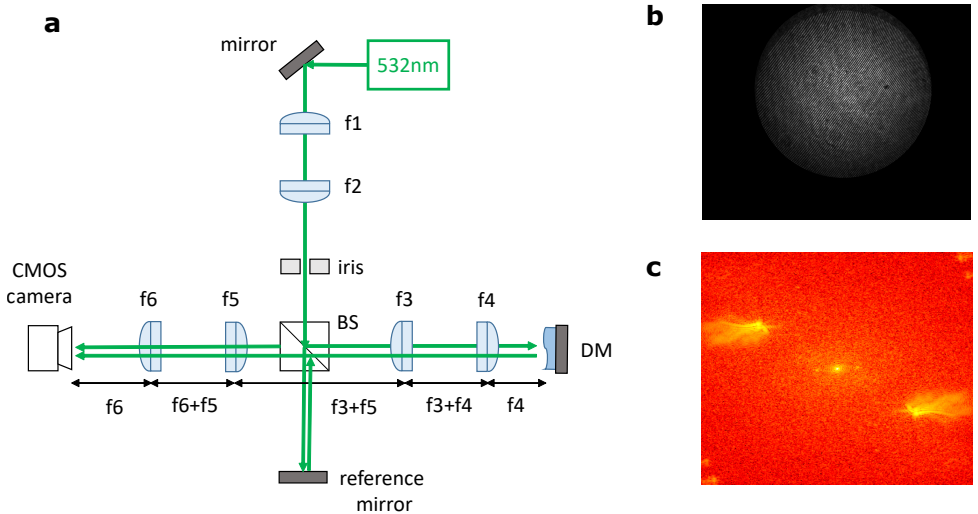 a
mirror
532nm
f1
f2
iris
CMOS
camera
f6
f5
BS
f3
f4
DM
f6
f6+f5
f3+f5
f3+f4
f4
reference
mirror
b
c